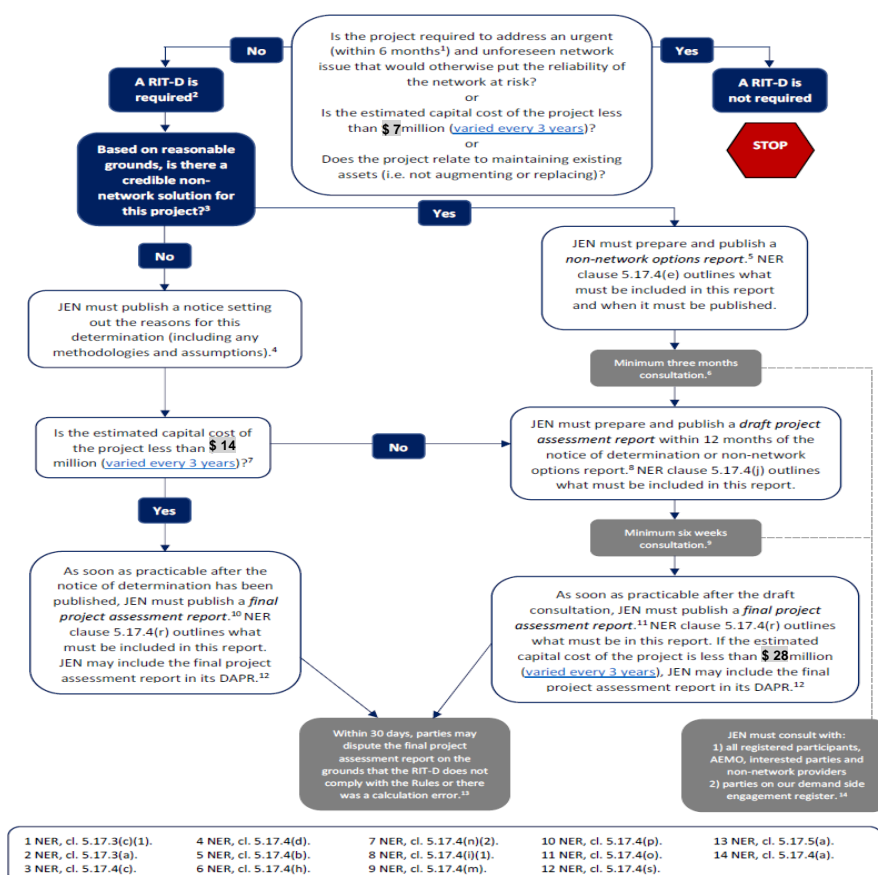 Is the project required to address an urgent
(within 6 months¹) and unforeseen network
issue that would otherwise put the reliability of
the network at risk?
or
Is the estimated capital cost of the project less
than $ 7 million (varied every 3 years)?
or
Does the project relate to maintaining existing
assets (i.e. not augmenting or replacing)?
No
Yes
A RIT-D is
required²
A RIT-D is
not required
STOP
Based on reasonable
grounds, is there a
credible non-
network solution for
this project?³
Yes
No
JEN must prepare and publish a
non-network options report.⁵ NER
clause 5.17.4(e) outlines what
must be included in this report
and when it must be published.
JEN must publish a notice setting
out the reasons for this
determination (including any
methodologies and assumptions).⁴
Minimum three months
consultation.⁶
Is the estimated capital cost of
the project less than $ 14
million (varied every 3 years)?⁷
No
JEN must prepare and publish a draft project
assessment report within 12 months of the
notice of determination or non-network
options report.⁸ NER clause 5.17.4(j) outlines
what must be included in this report.
Yes
Minimum six weeks
consultation.⁹
As soon as practicable after the
notice of determination has been
published, JEN must publish a final
project assessment report.¹⁰ NER
clause 5.17.4(r) outlines what
must be included in this report.
JEN may include the final project
assessment report in its DAPR.¹²
As soon as practicable after the draft
consultation, JEN must publish a final project
assessment report.¹¹ NER clause 5.17.4(r) outlines
what must be in this report. If the estimated
capital cost of the project is less than $ 28 million
(varied every 3 years), JEN may include the final
project assessment report in its DAPR.¹²
Within 30 days, parties may
dispute the final project
assessment report on the
grounds that the RIT-D does not
comply with the Rules or there
was a calculation error.¹³
JEN must consult with:
1) all registered participants,
AEMO, interested parties and
non-network providers
2) parties on our demand side
engagement register. ¹⁴
1 NER, cl. 5.17.3(c)(1).
2 NER, cl. 5.17.3(a).
3 NER, cl. 5.17.4(c).
4 NER, cl. 5.17.4(d).
5 NER, cl. 5.17.4(b).
6 NER, cl. 5.17.4(h).
7 NER, cl. 5.17.4(n)(2).
8 NER, cl. 5.17.4(i)(1).
9 NER, cl. 5.17.4(m).
10 NER, cl. 5.17.4(p).
11 NER, cl. 5.17.4(o).
12 NER, cl. 5.17.4(s).
13 NER, cl. 5.17.5(a).
14 NER, cl. 5.17.4(a).